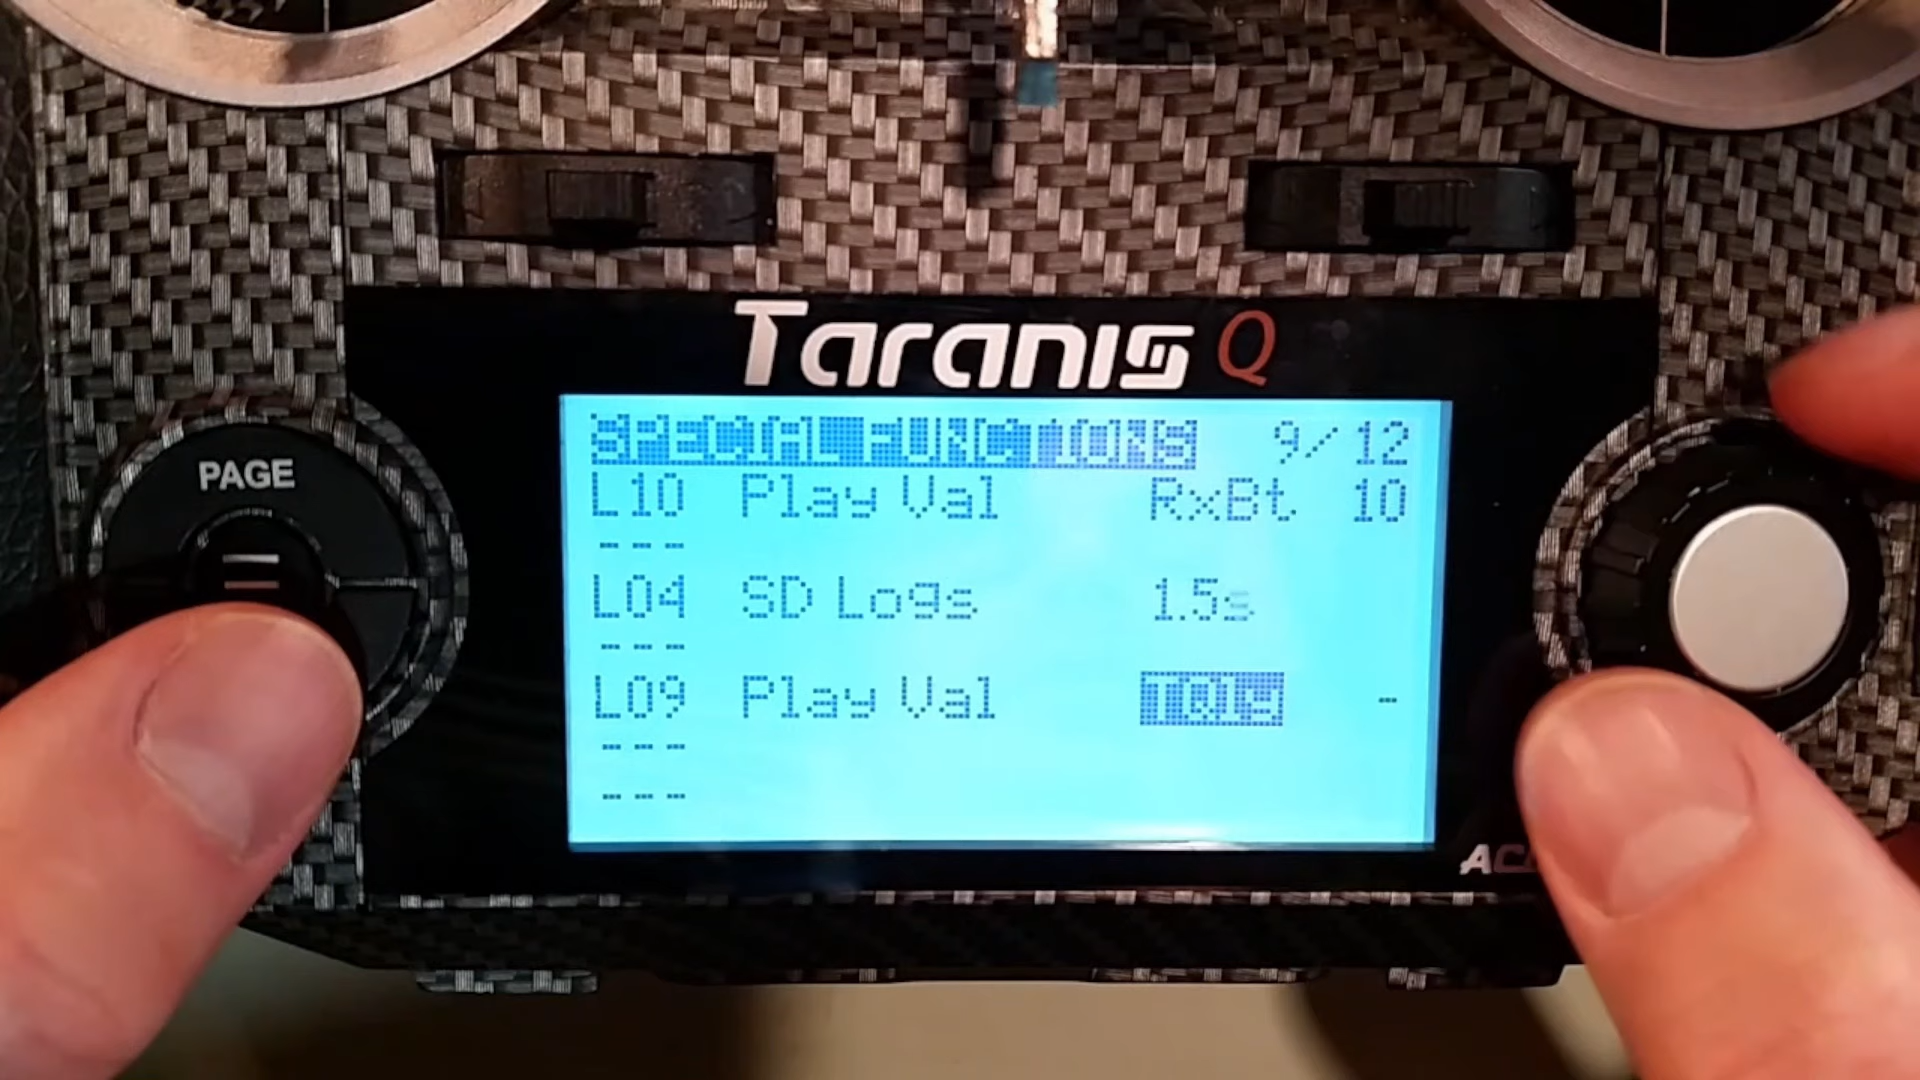 Taranis Q
SPECIAL FUNCTIONS 9/12
L10 Play Val RxBt 10
---
L04 SD Logs 1.5s
---
L09 Play Val TQly -
---
---
PAGE